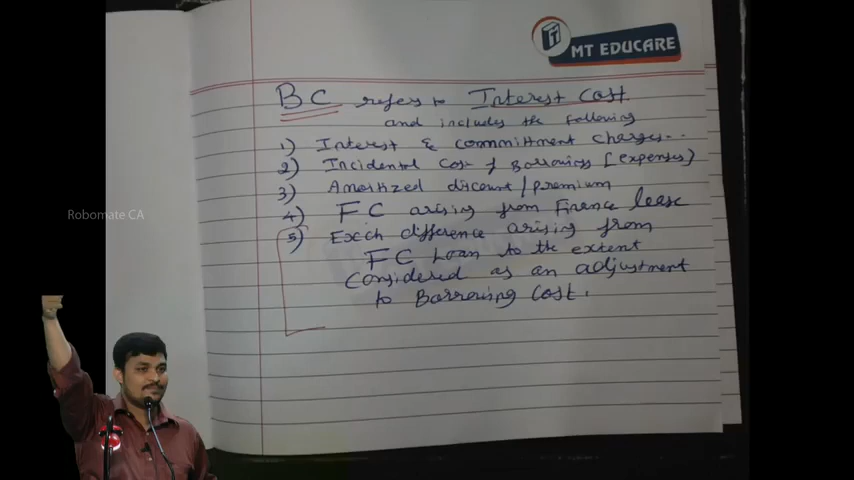 MT EDUCARE
BC refers to Interest Cost
and includes the following
1) Interest & committment charges..
2) Incidental Cost of Borrowings [expenses]
3) Amortized discount/premium
4) FC arising from Finance lease
5) Exch difference arising from
FC Loan to the extent
Considered as an adjustment
to Borrowing Cost.
Robomate CA